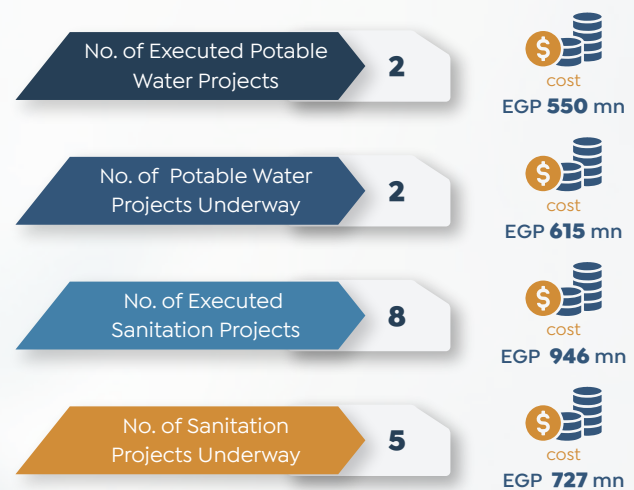 No. of Executed Potable
Water Projects
2
$
cost
EGP 550 mn
No. of Potable Water
Projects Underway
2
$
cost
EGP 615 mn
No. of Executed
Sanitation Projects
8
$
cost
EGP 946 mn
No. of Sanitation
Projects Underway
5
$
cost
EGP 727 mn